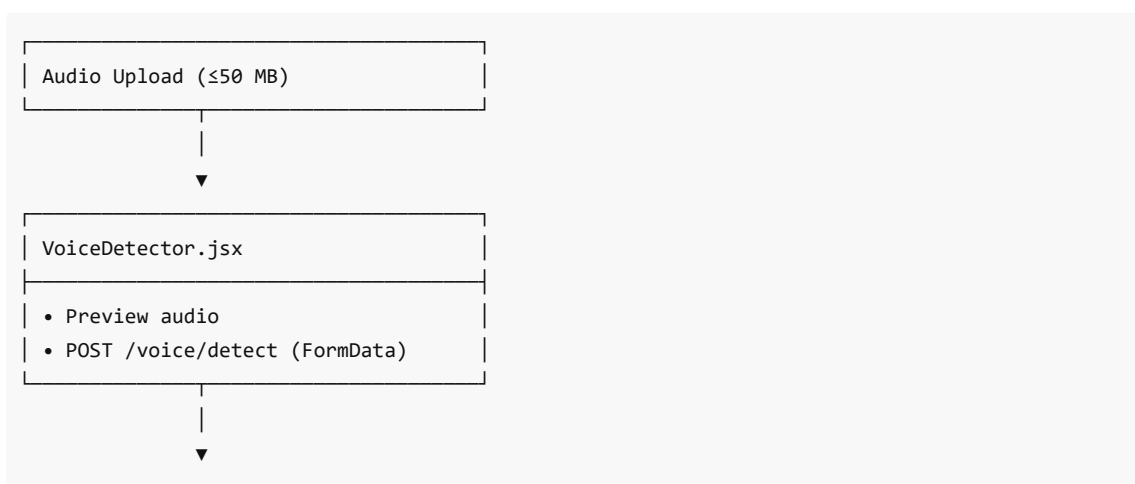 Audio Upload (≤50 MB)
VoiceDetector.jsx
• Preview audio
• POST /voice/detect (FormData)